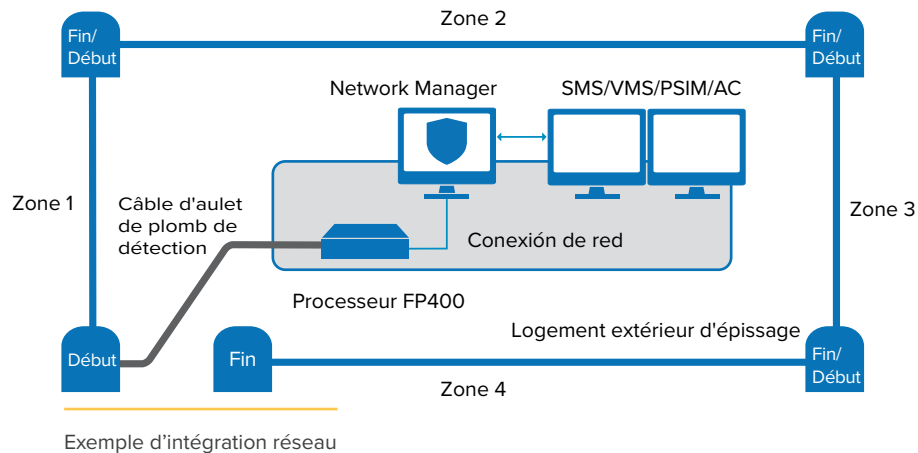 Zone 2
Fin/
Début
Fin/
Début
Network Manager
SMS/VMS/PSIM/AC
Zone 1
Câble d'aulet
de plomb de
détection
Conexión de red
Zone 3
Processeur FP400
Logement extérieur d'épissage
Début
Fin
Fin/
Début
Zone 4
Exemple d’intégration réseau